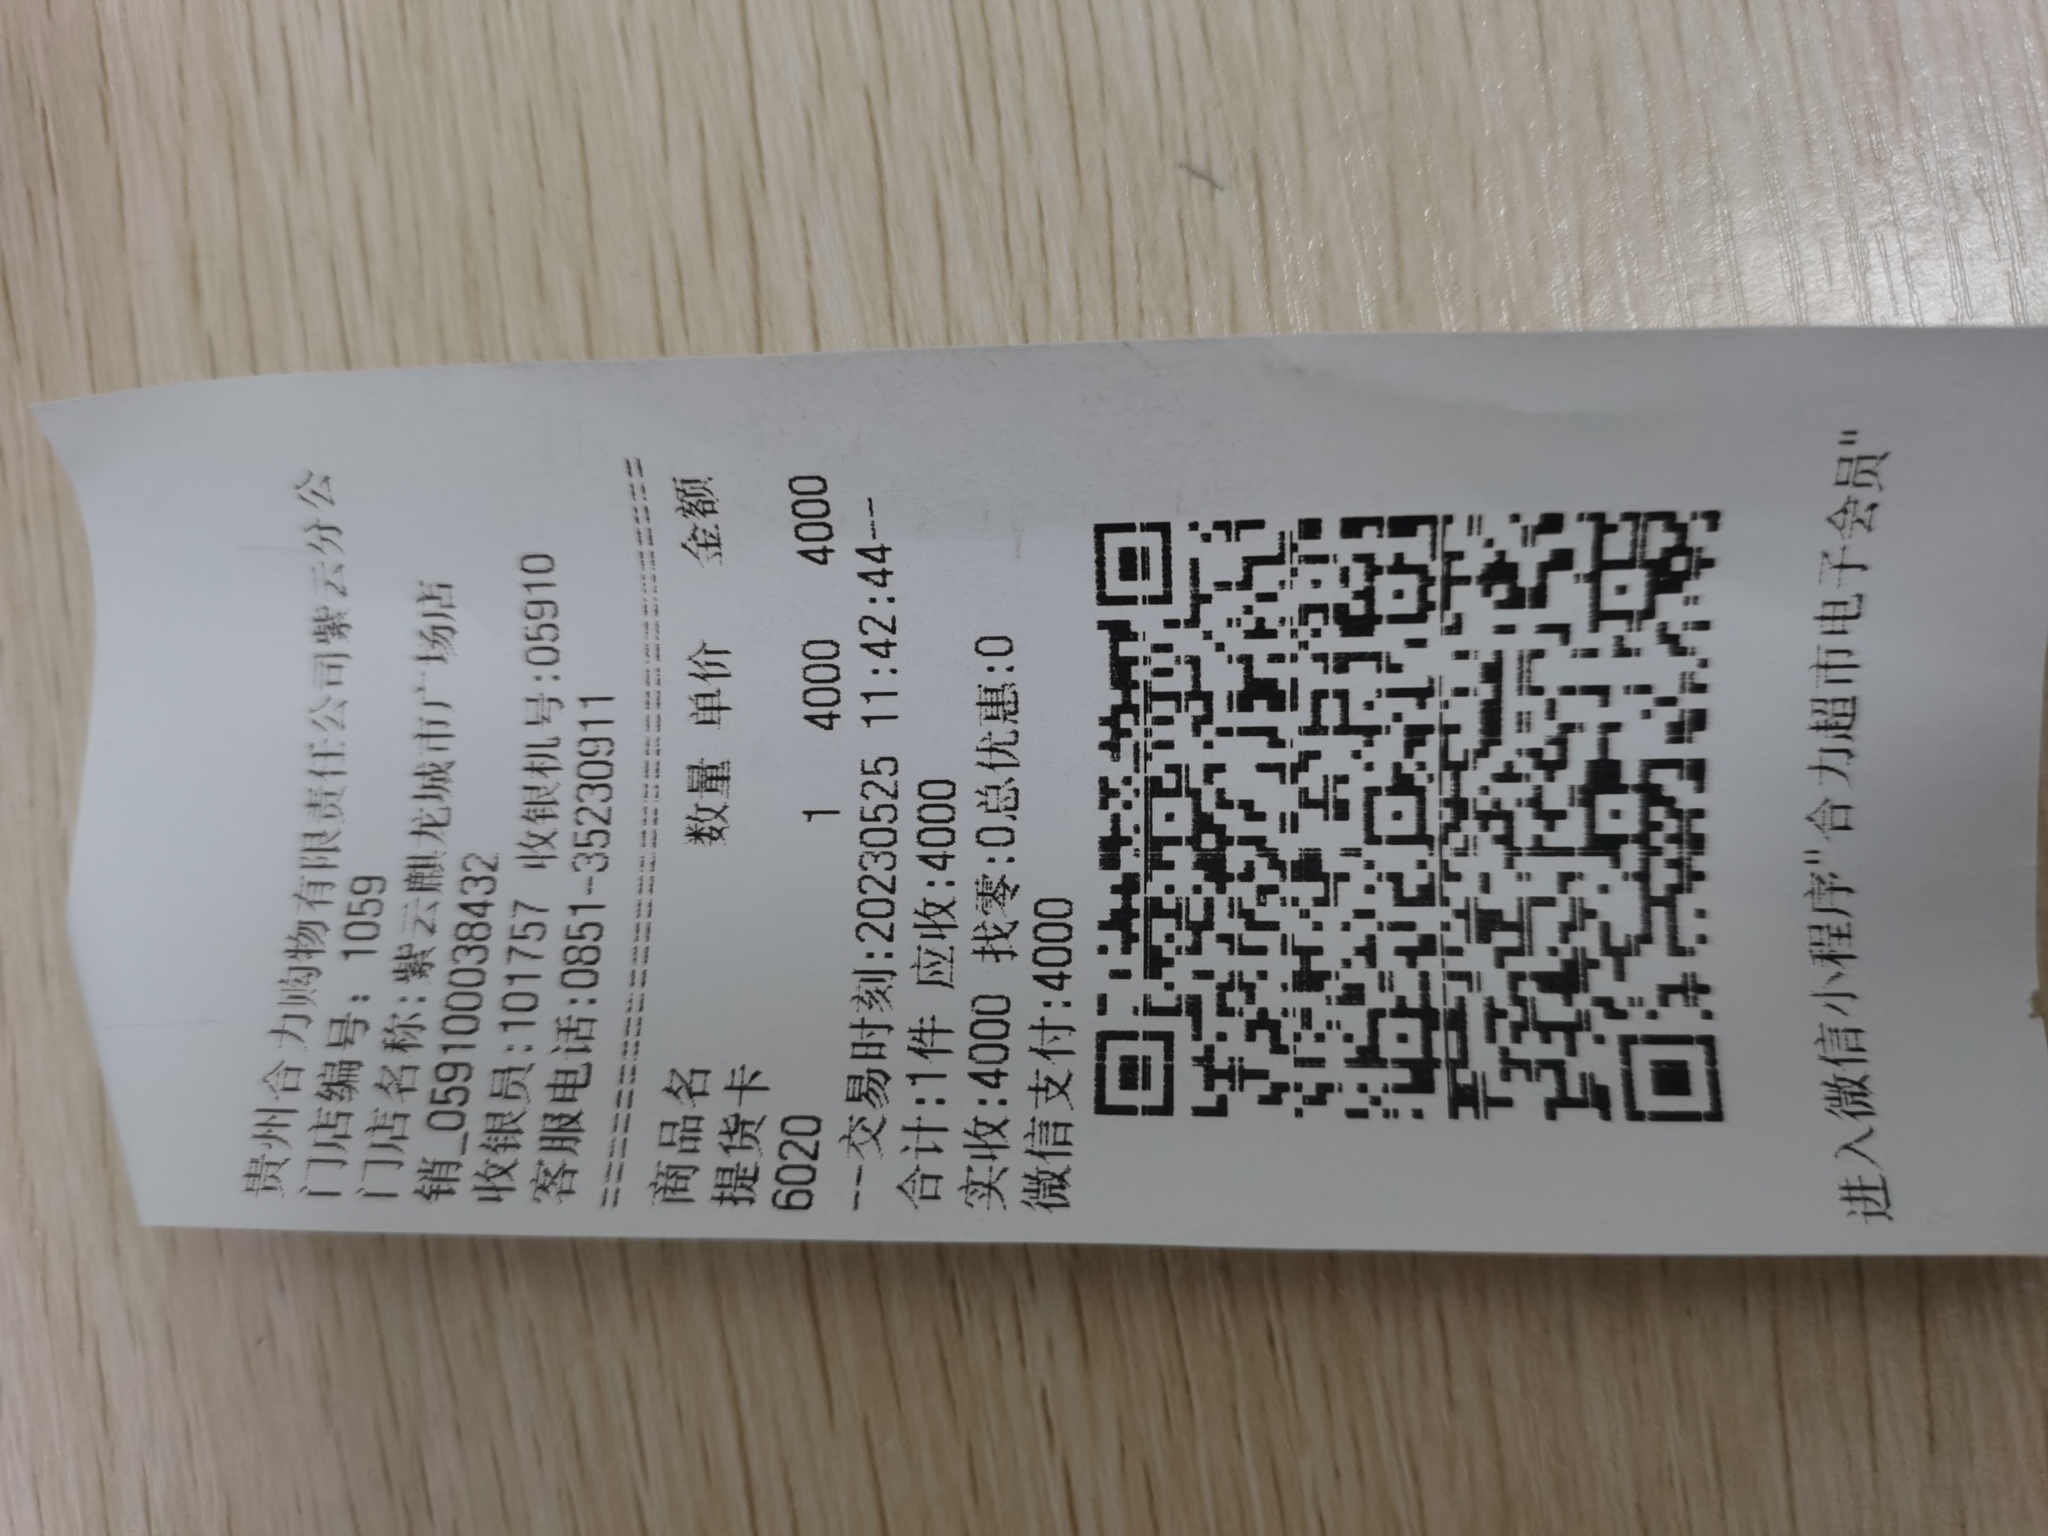 贵州合力购物有限责任公司紫云分公
门店编号: 1059
门店名称:紫云麒龙城市广场店
销_0591000038432
收银员:101757 收银机号:05910
客服电话:0851-35230911
======================================
商品名 数量 单价 金额
提货卡
6020 1 4000 4000
--交易时刻:20230525 11:42:44--
合计:1件 应收:4000
实收:4000 找零:0总优惠:0
微信支付:4000
进入微信小程序"合力超市电子会员"